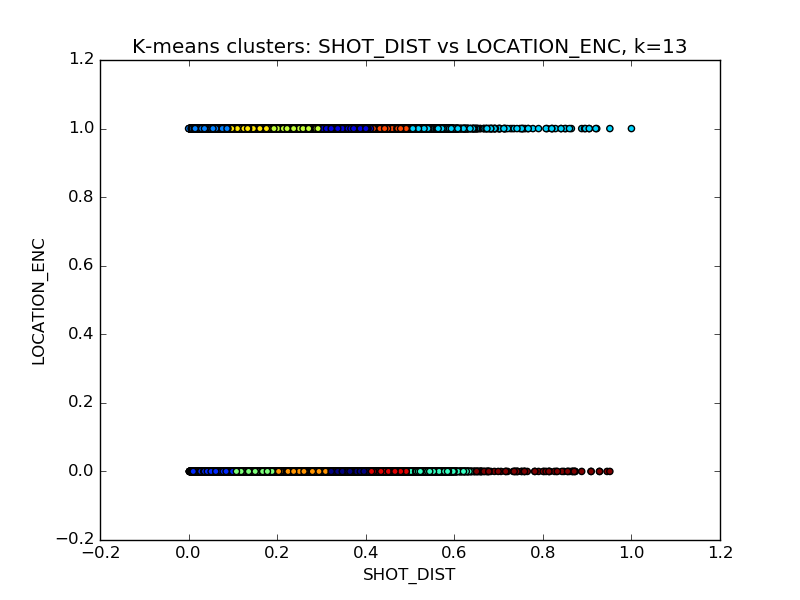 K-means clusters: SHOT_DIST vs LOCATION_ENC, k=13
1.2
1.0
0.8
0.6
0.4
0.2
0.0
−0.2
LOCATION_ENC
−0.2 0.0 0.2 0.4 0.6 0.8 1.0 1.2
SHOT_DIST